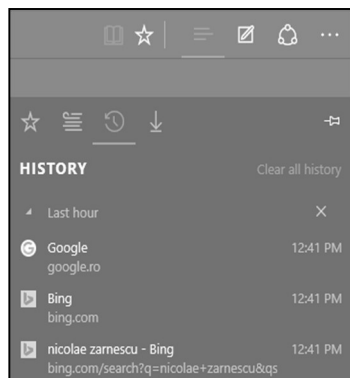 HISTORY Clear all history
Last hour
Google 12:41 PM
google.ro
Bing 12:41 PM
bing.com
nicolae zarnescu - Bing 12:41 PM
bing.com/search?q=nicolae+zarnescu&qs